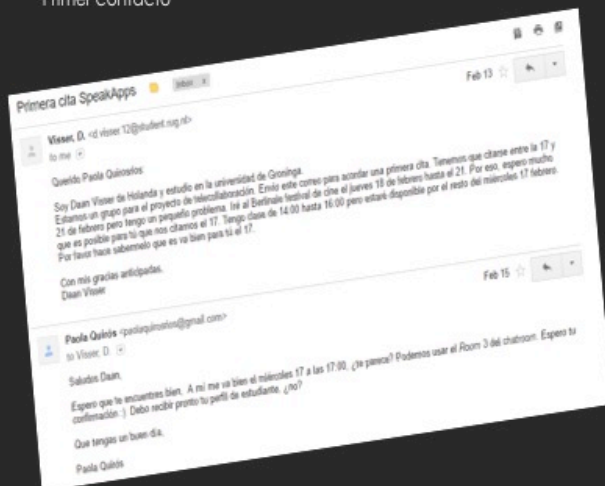 Primer contacto
Primera cita SpeakApps Inbox x
Feb 13
Visser, D. <d.visser.12@student.rug.nl>
to me
Querido Paola Quirosrios:
Soy Daan Visser de Holanda y estudio en la universidad de Groninga.
Estamos un grupo para el proyecto de telecollaboración. Envio este correo para acordar una primera cita. Tenemos que citarse entre la 17 y
21 de febrero pero tengo un pequeño problema. Iré al Berlinale festival de cine el jueves 18 de febrero hasta el 21. Por eso, espero mucho
que es posible para tú que nos citamos el 17. Tengo clase de 14:00 hasta 16:00 pero estaré disponible por el resto del miércoles 17 febrero.
Por favor hace sabemnelo que es va bien para tú el 17.
Con mis gracias anticipadas,
Daan Visser
Feb 15
Paola Quirós <paolaquirosrios@gmail.com>
to Visser, D.
Saludos Daan,
Espero que te encuentres bien. A mí me va bien el miércoles 17 a las 17:00, ¿te parece? Podemos usar el Room 3 del chatroom. Espero tu
confirmación :) Debo recibir pronto tu perfil de estudiante, ¿no?
Que tengas un buen día,
Paola Quirós